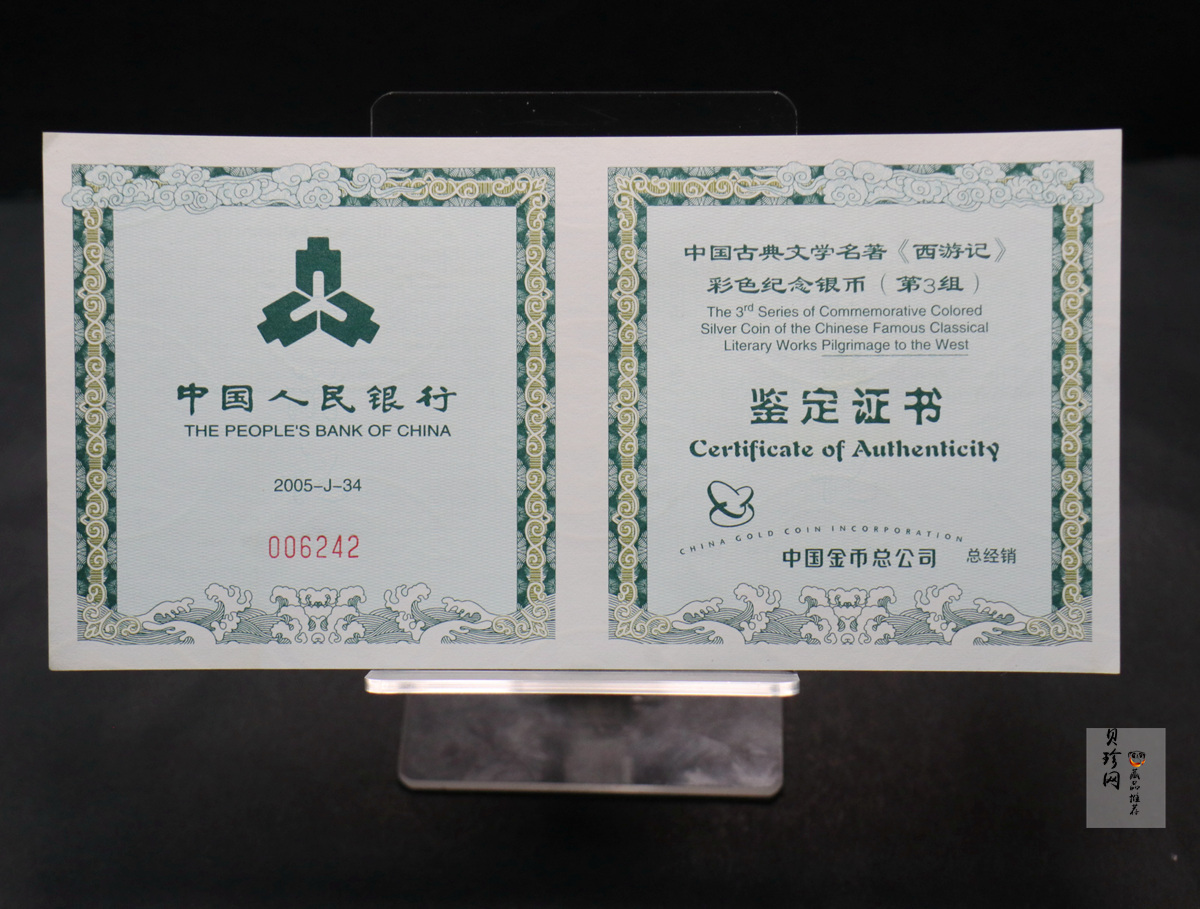 中国人民银行
THE PEOPLE'S BANK OF CHINA
2005-J-34
006242
中国古典文学名著《西游记》
彩色纪念银币（第3组）
The 3rd Series of Commemorative Colored
Silver Coin of the Chinese Famous Classical
Literary Works Pilgrimage to the West
鉴定证书
Certificate of Authenticity
CHINA GOLD COIN INCORPORATION
中国金币总公司 总经销
贝珍网
藏品推荐